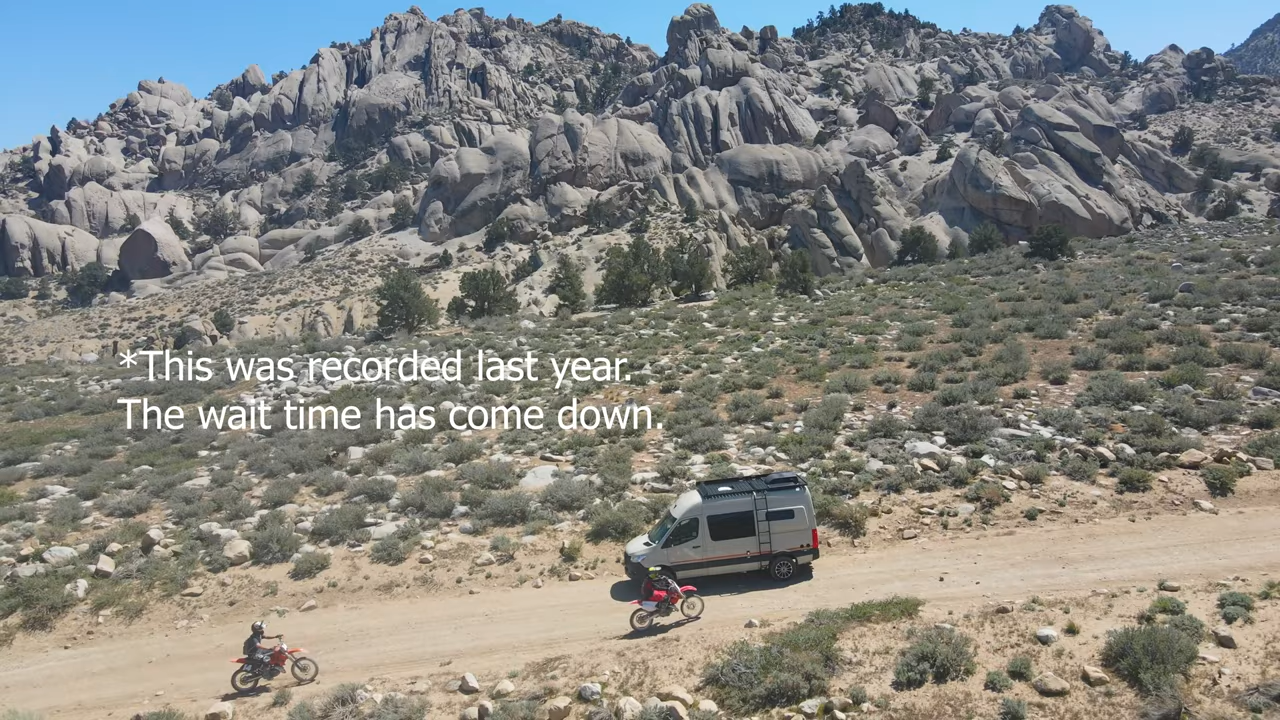 *This was recorded last year.
The wait time has come down.